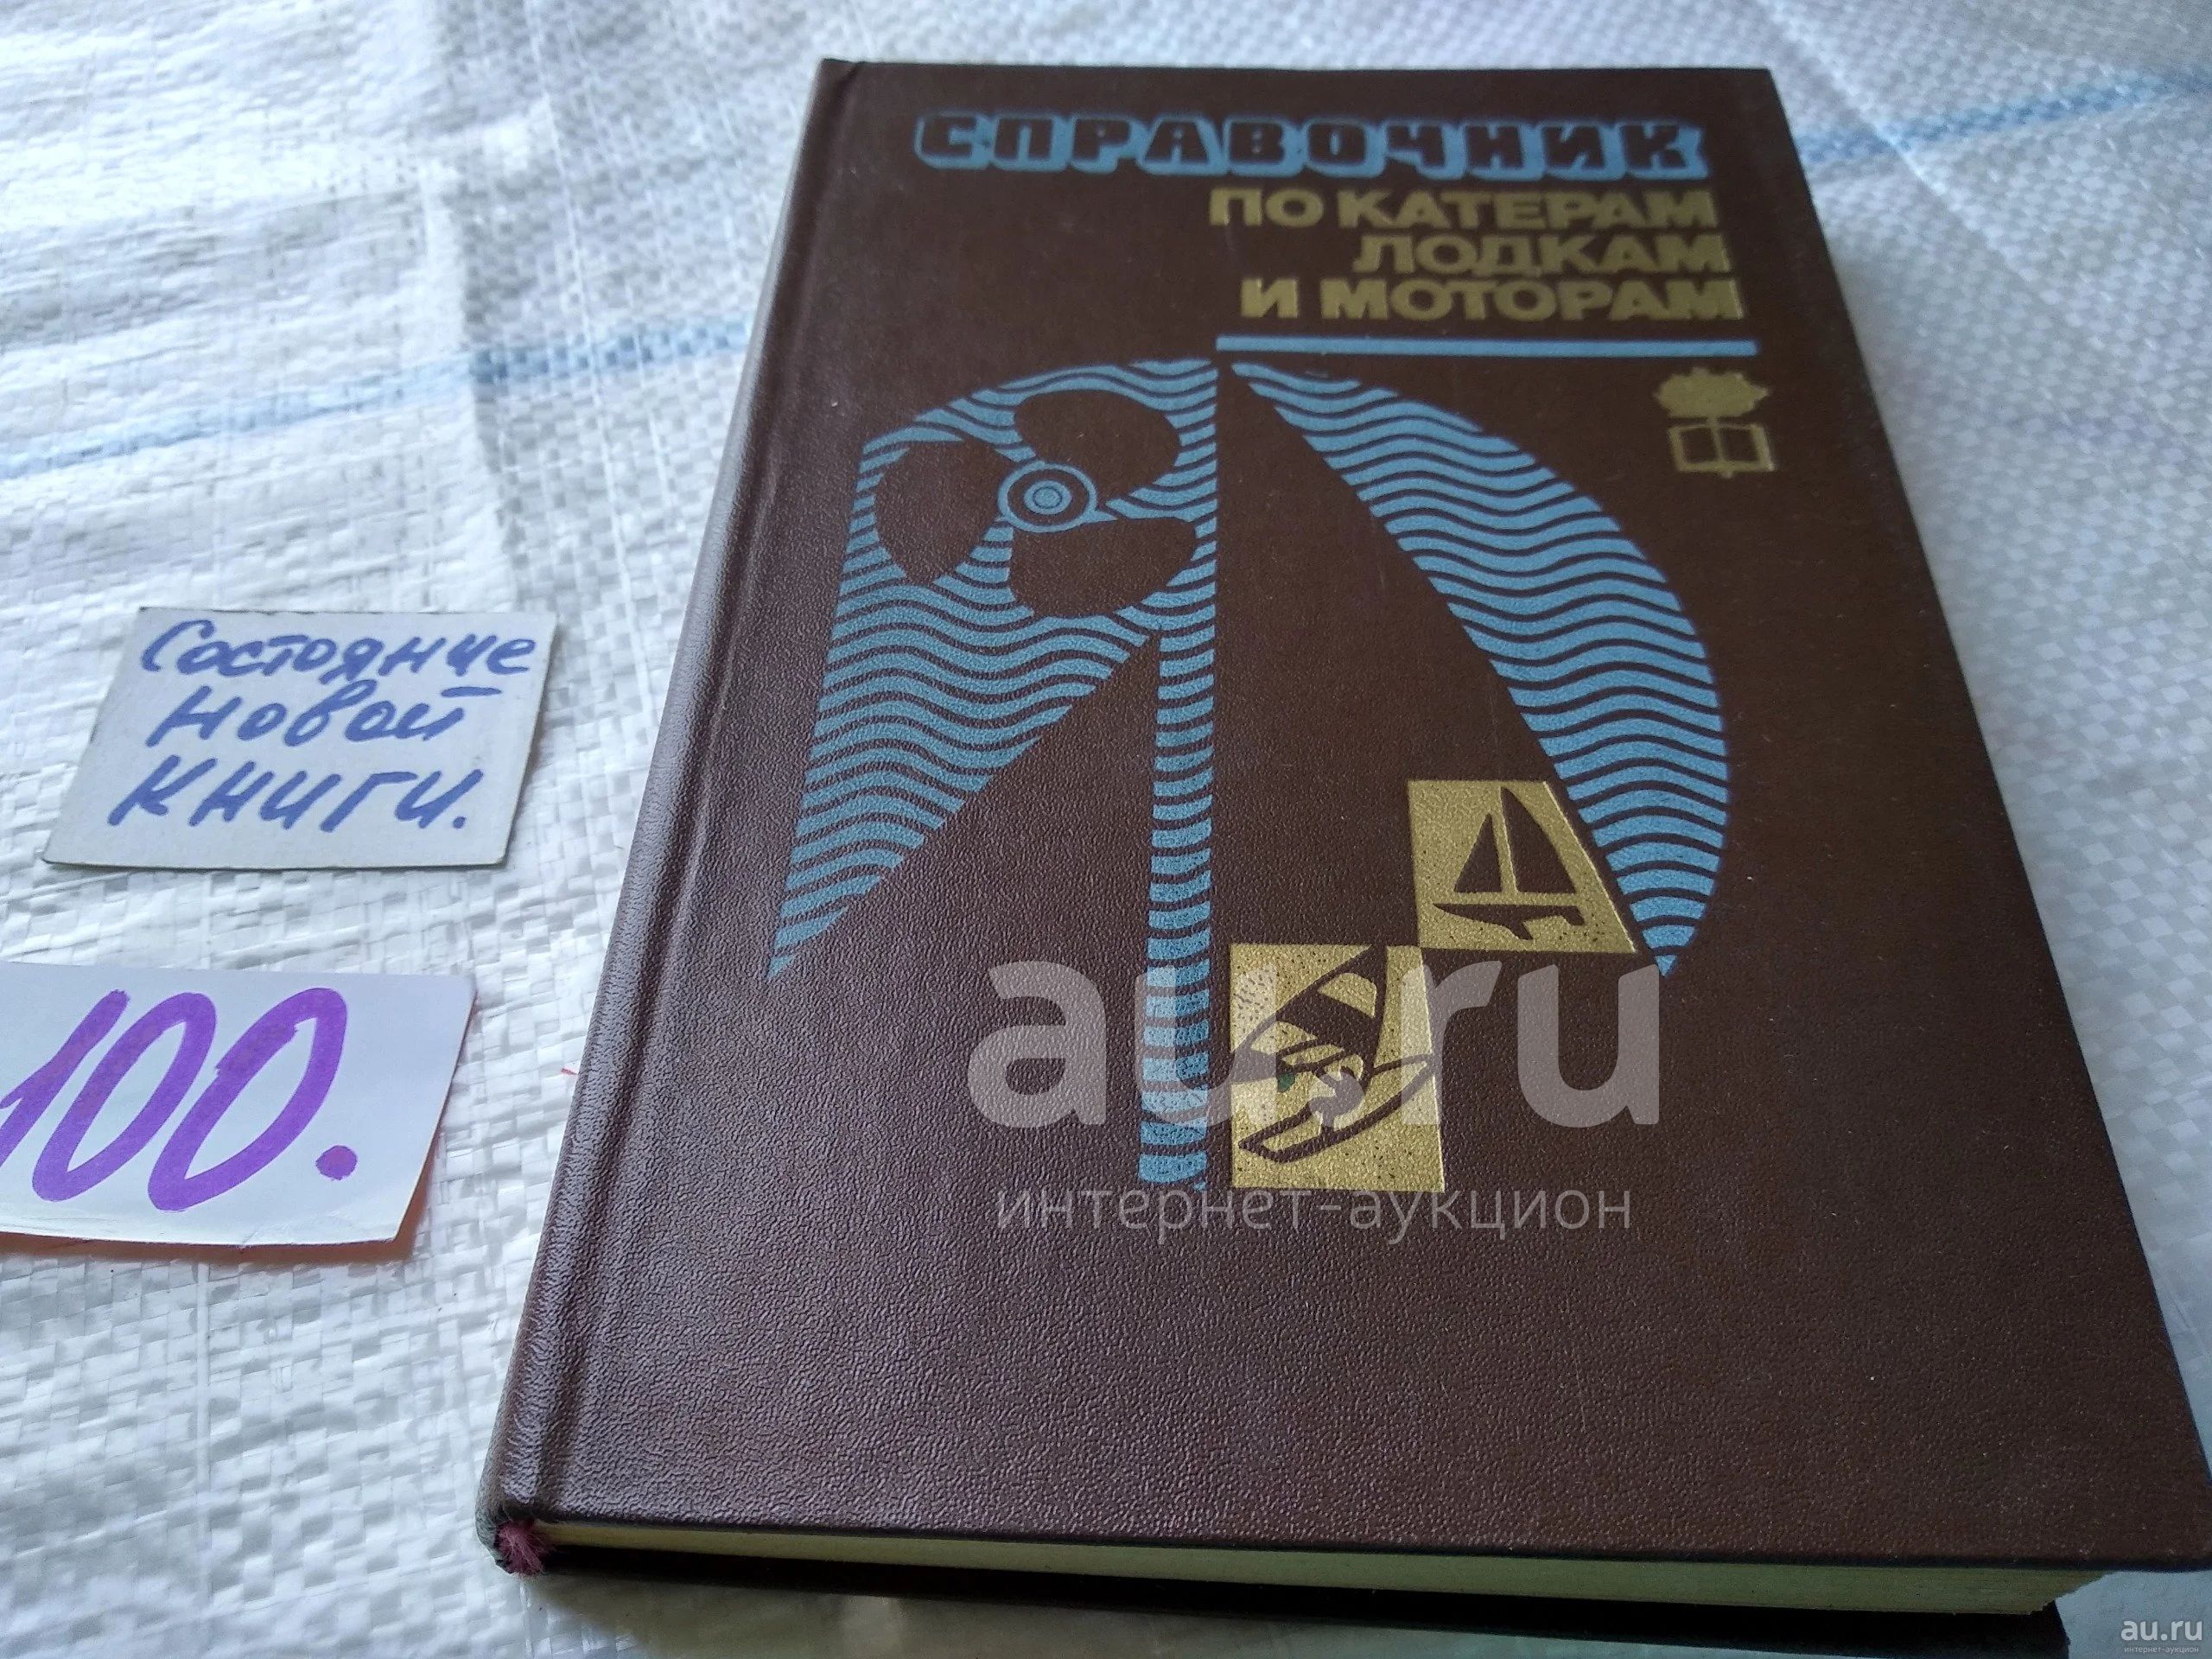 СПРАВОЧНИК
ПО КАТЕРАМ
ЛОДКАМ
И МОТОРАМ
Состояние
новой
книги.
100.
au.ru
интернет-аукцион
au.ru
интернет-аукцион